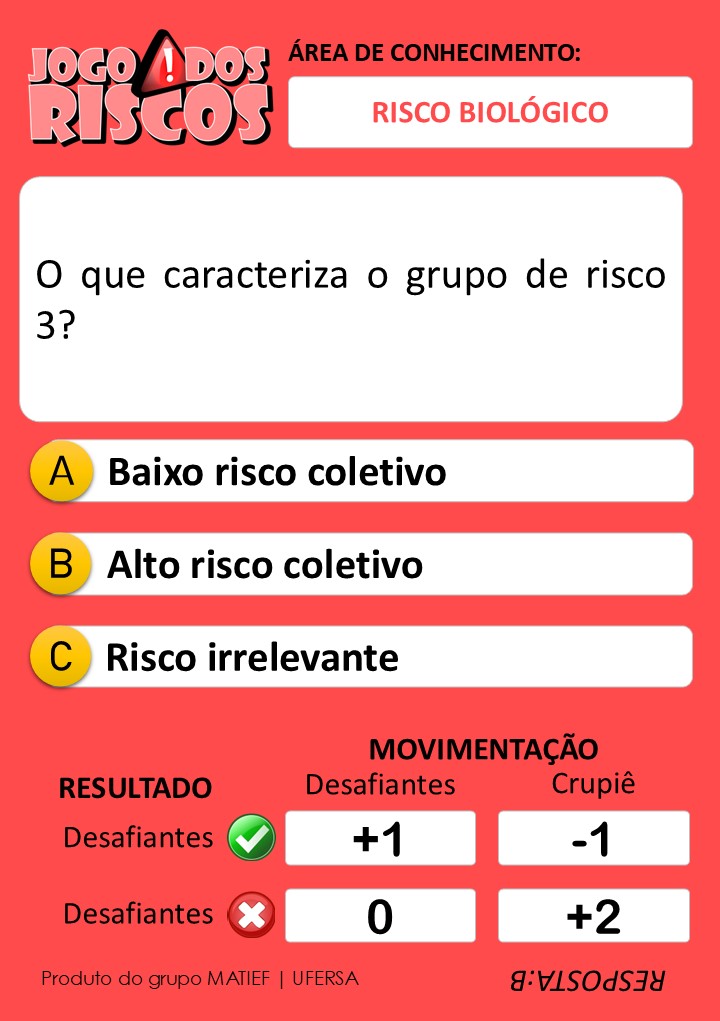 JOGO DOS
RISCOS
ÁREA DE CONHECIMENTO:
RISCO BIOLÓGICO
O que caracteriza o grupo de risco
3?
A Baixo risco coletivo
B Alto risco coletivo
C Risco irrelevante
MOVIMENTAÇÃO
RESULTADO Desafiantes Crupiê
Desafiantes +1 -1
Desafiantes 0 +2
Produto do grupo MATIEF | UFERSA
RESPOSTA:B